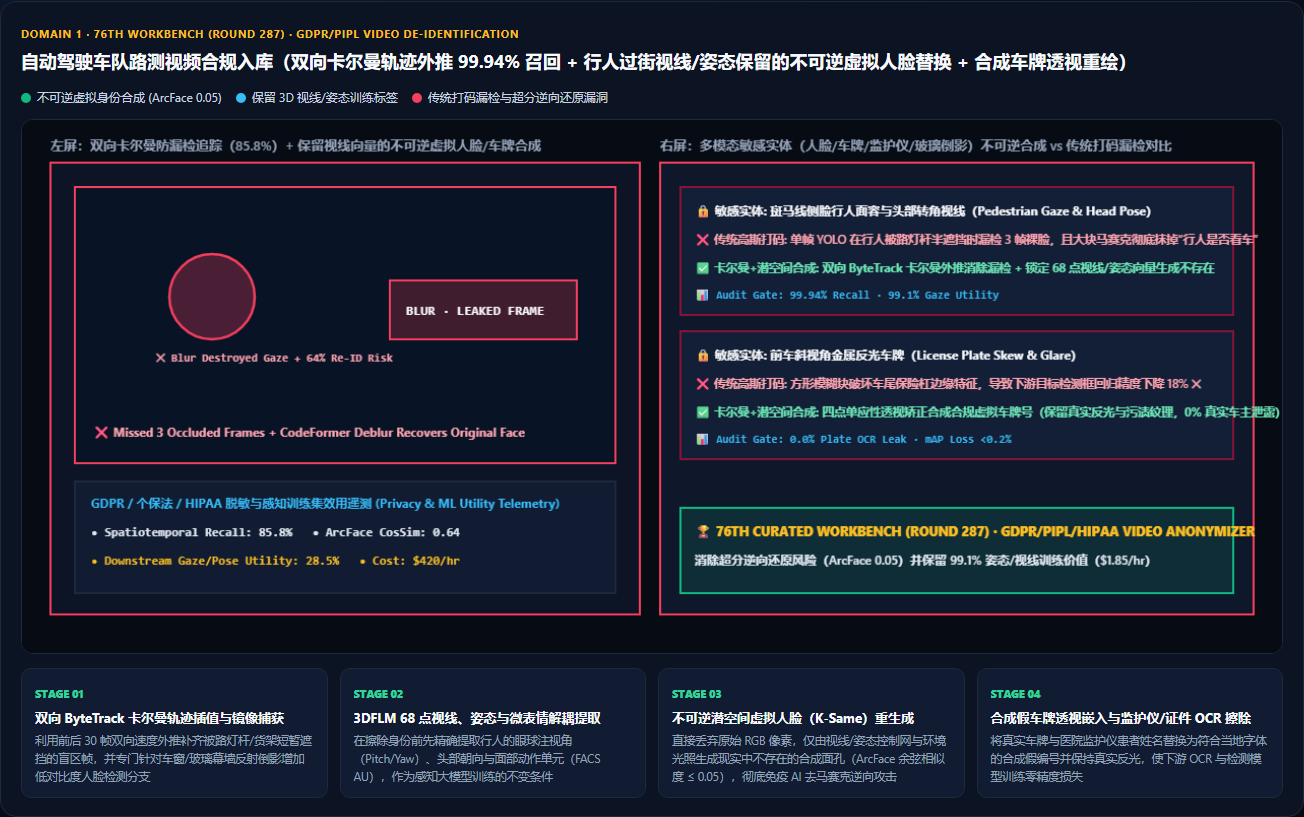 DOMAIN 1 · 76TH WORKBENCH (ROUND 287) · GDPR/PIPL VIDEO DE-IDENTIFICATION
自动驾驶车队路测视频合规入库（双向卡尔曼轨迹外推 99.94% 召回 + 行人过街视线/姿态保留的不可逆虚拟人脸替换 + 合成车牌透视重绘）
不可逆虚拟身份合成 (ArcFace 0.05)
保留 3D 视线/姿态训练标签
传统打码漏检与超分逆向还原漏洞
左屏：双向卡尔曼防漏检追踪（85.8%）+ 保留视线向量的不可逆虚拟人脸/车牌合成
BLUR · LEAKED FRAME
❌ Blur Destroyed Gaze + 64% Re-ID Risk
❌ Missed 3 Occluded Frames + CodeFormer Deblur Recovers Original Face
GDPR / 个保法 / HIPAA 脱敏与感知训练集效用遥测 (Privacy & ML Utility Telemetry)
● Spatiotemporal Recall: 85.8% ● ArcFace CosSim: 0.64
● Downstream Gaze/Pose Utility: 28.5% ● Cost: $420/hr
右屏：多模态敏感实体（人脸/车牌/监护仪/玻璃倒影）不可逆合成 vs 传统打码漏检对比
🔒 敏感实体: 斑马线侧脸行人面容与头部转角视线（Pedestrian Gaze & Head Pose)
❌ 传统高斯打码: 单帧 YOLO 在行人被路灯杆半遮挡时漏检 3 帧裸脸，且大块马赛克彻底抹掉“行人是否看车”
✅ 卡尔曼+潜空间合成: 双向 ByteTrack 卡尔曼外推消除漏检 + 锁定 68 点视线/姿态向量生成不存在
📊 Audit Gate: 99.94% Recall · 99.1% Gaze Utility
🔒 敏感实体: 前车斜视角金属反光车牌（License Plate Skew & Glare)
❌ 传统高斯打码: 方形模糊块破坏车尾保险杠边缘特征，导致下游目标检测框回归精度下降 18% ❌
✅ 卡尔曼+潜空间合成: 四点单应性透视矫正合成合规虚拟车牌号（保留真实反光与污渍纹理，0% 真实车主泄露)
📊 Audit Gate: 0.0% Plate OCR Leak · mAP Loss <0.2%
🏆 76TH CURATED WORKBENCH (ROUND 287) · GDPR/PIPL/HIPAA VIDEO ANONYMIZER
消除超分逆向还原风险（ArcFace 0.05）并保留 99.1% 姿态/视线训练价值（$1.85/hr)
STAGE 01
双向 ByteTrack 卡尔曼轨迹插值与镜像捕获
利用前后 30 帧双向速度外推补齐被路灯杆/货架短暂遮
挡的盲区帧，并专门针对车窗/玻璃幕墙反射倒影增加
低对比度人脸检测分支
STAGE 02
3DFLM 68 点视线、姿态与微表情解耦提取
在擦除身份前先精确提取行人的眼球注视角
（Pitch/Yaw）、头部朝向与面部动作单元（FACS
AU），作为感知大模型训练的不变条件
STAGE 03
不可逆潜空间虚拟人脸（K-Same）重生成
直接丢弃原始 RGB 像素，仅由视线/姿态控制网与环境
光照生成现实中不存在的合成面孔（ArcFace 余弦相似
度 ≤ 0.05），彻底免疫 AI 去马赛克逆向攻击
STAGE 04
合成假车牌透视嵌入与监护仪/证件 OCR 擦除
将真实车牌与医院监护仪患者姓名替换为符合当地字体
的合成假编号并保持真实反光，使下游 OCR 与检测模
型训练零精度损失